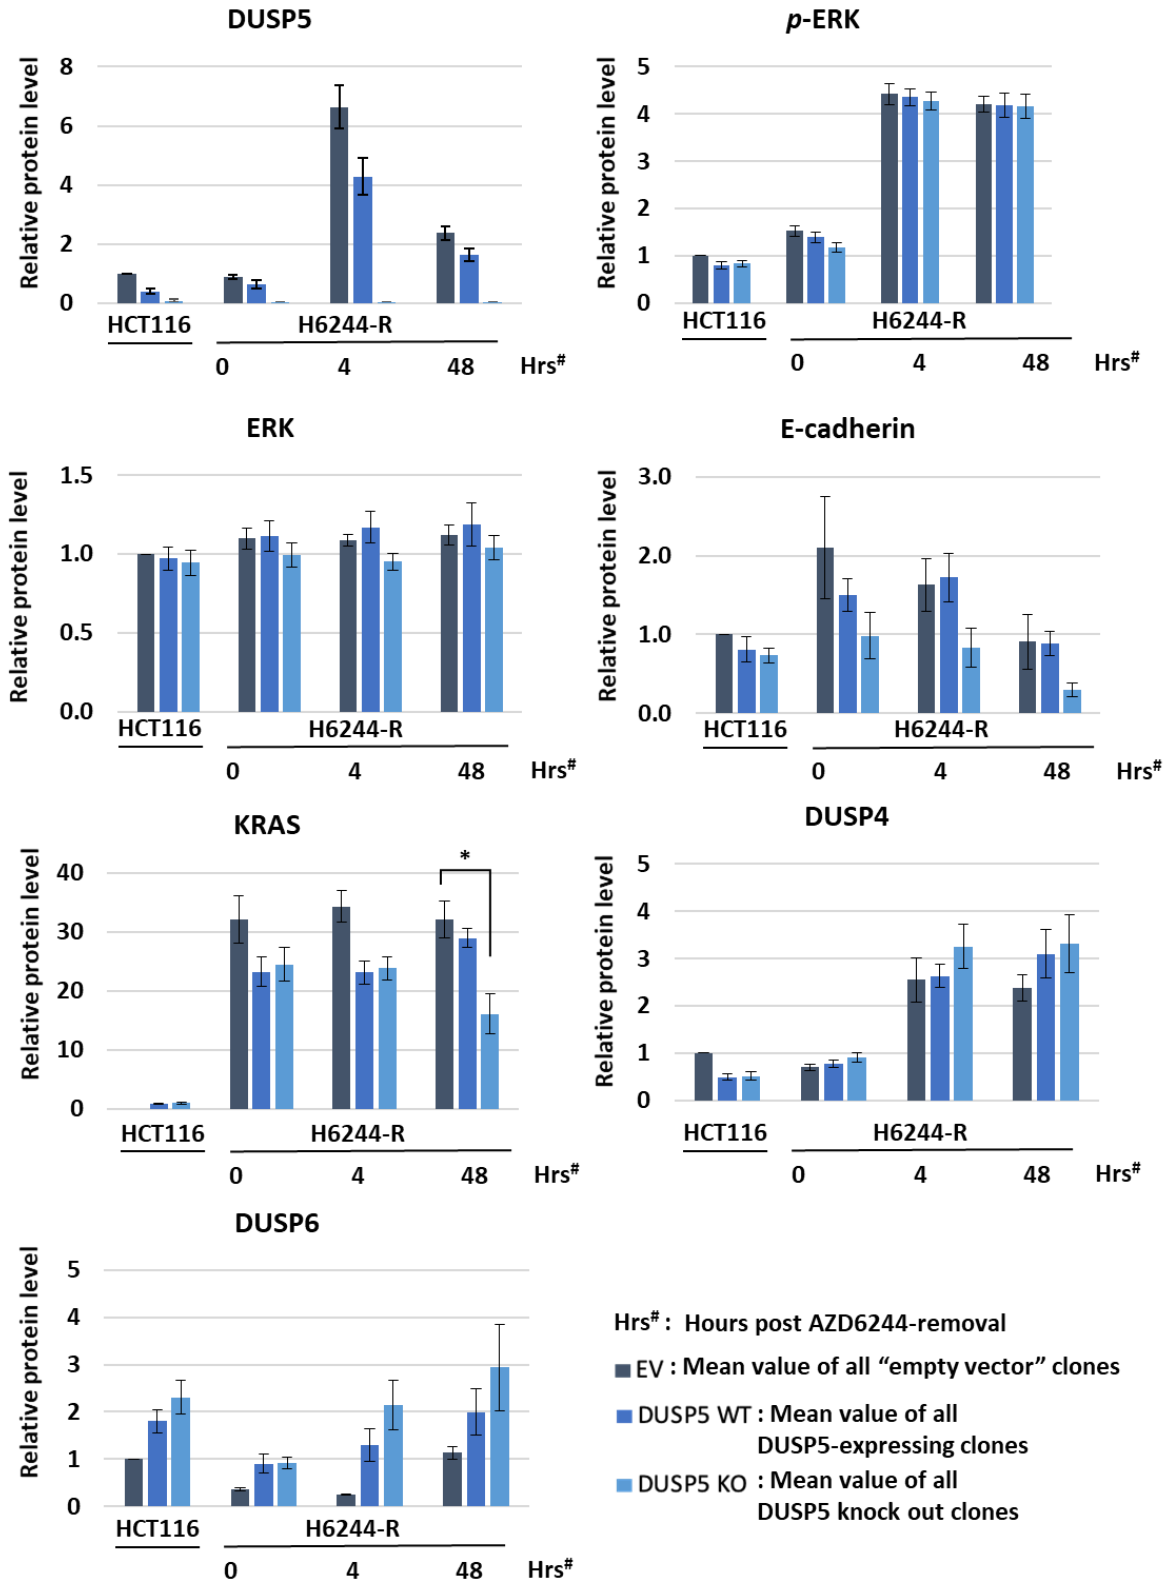 DUSP5
Relative protein level
8
6
4
2
0
HCT116
H6244-R
0 4 48 Hrs#
p-ERK
Relative protein level
5
4
3
2
1
0
HCT116
H6244-R
0 4 48 Hrs#
ERK
Relative protein level
1.5
1.0
0.5
0.0
HCT116
H6244-R
0 4 48 Hrs#
E-cadherin
Relative protein level
3.0
2.0
1.0
0.0
HCT116
H6244-R
0 4 48 Hrs#
KRAS
Relative protein level
40
30
20
10
0
*
HCT116
H6244-R
0 4 48 Hrs#
DUSP4
Relative protein level
5
4
3
2
1
0
HCT116
H6244-R
0 4 48 Hrs#
DUSP6
Relative protein level
5
4
3
2
1
0
HCT116
H6244-R
0 4 48 Hrs#
Hrs# : Hours post AZD6244-removal
EV : Mean value of all “empty vector” clones
DUSP5 WT : Mean value of all
DUSP5-expressing clones
DUSP5 KO : Mean value of all
DUSP5 knock out clones